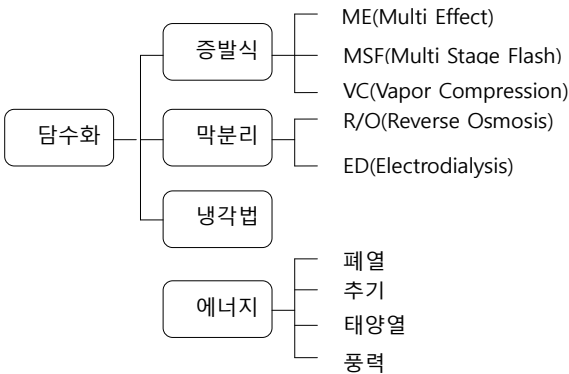 증발식
ME(Multi Effect)
MSF(Multi Stage Flash)
VC(Vapor Compression)
담수화
막분리
R/O(Reverse Osmosis)
ED(Electrodialysis)
냉각법
에너지
폐열
추기
태양열
풍력